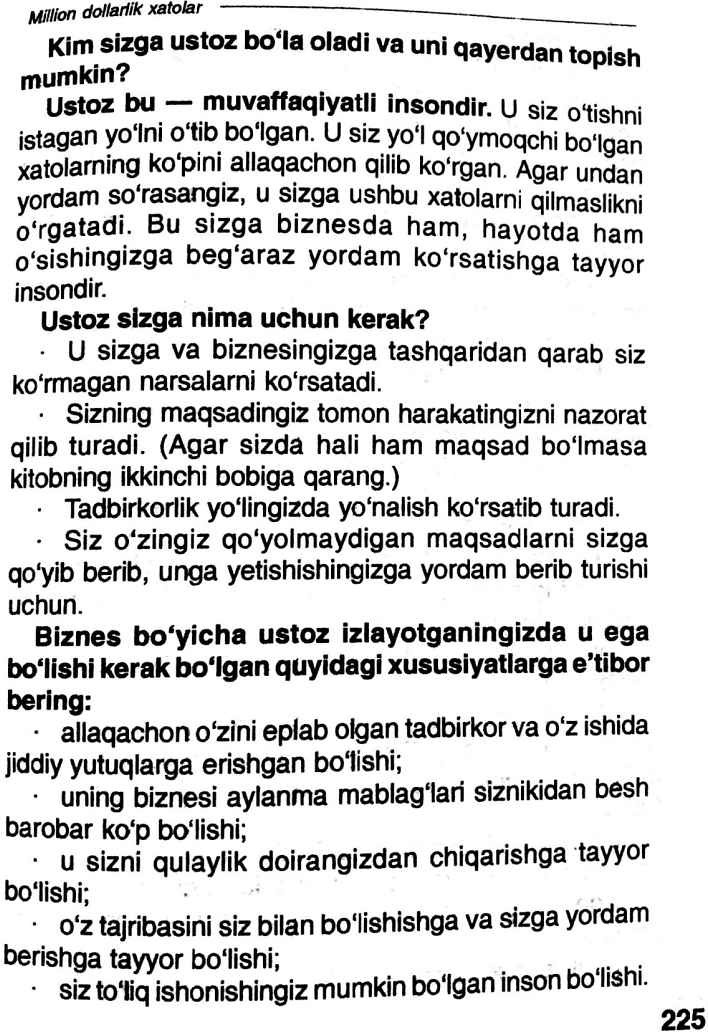 Million dollarlik xatolar
Kim sizga ustoz bo‘la oladi va uni qayerdan topish
mumkin?
Ustoz bu — muvaffaqiyatli insondir. U siz o‘tishni
istagan yo‘lni o‘tib bo‘lgan. U siz yo‘l qo‘ymoqchi bo‘lgan
xatolarning ko‘pini allaqachon qilib ko‘rgan. Agar undan
yordam so‘rasangiz, u sizga ushbu xatolarni qilmaslikni
o‘rgatadi. Bu sizga biznesda ham, hayotda ham
o‘sishingizga beg‘araz yordam ko‘rsatishga tayyor
insondir.
Ustoz sizga nima uchun kerak?
· U sizga va biznesingizga tashqaridan qarab siz
ko‘rmagan narsalarni ko‘rsatadi.
· Sizning maqsadingiz tomon harakatingizni nazorat
qilib turadi. (Agar sizda hali ham maqsad bo‘lmasa
kitobning ikkinchi bobiga qarang.)
· Tadbirkorlik yo‘lingizda yo‘nalish ko‘rsatib turadi.
· Siz o‘zingiz qo‘yolmaydigan maqsadlarni sizga
qo‘yib berib, unga yetishishingizga yordam berib turishi
uchun.
Biznes bo‘yicha ustoz izlayotganingizda u ega
bo‘lishi kerak bo‘lgan quyidagi xususiyatlarga e’tibor
bering:
· allaqachon o‘zini eplab olgan tadbirkor va o‘z ishida
jiddiy yutuqlarga erishgan bo‘lishi;
· uning biznesi aylanma mablag‘lari siznikidan besh
barobar ko‘p bo‘lishi;
· u sizni qulaylik doirangizdan chiqarishga tayyor
bo‘lishi;
· o‘z tajribasini siz bilan bo‘lishishga va sizga yordam
berishga tayyor bo‘lishi;
· siz to‘liq ishonishingiz mumkin bo‘lgan inson bo‘lishi.
225